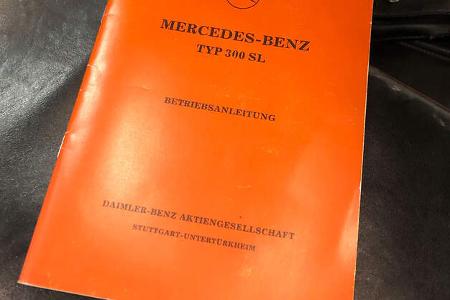 MERCEDES-BENZ
TYP 300 SL
BETRIEBSANLEITUNG
DAIMLER-BENZ AKTIENGESELLSCHAFT
STUTTGART-UNTERTÜRKHEIM